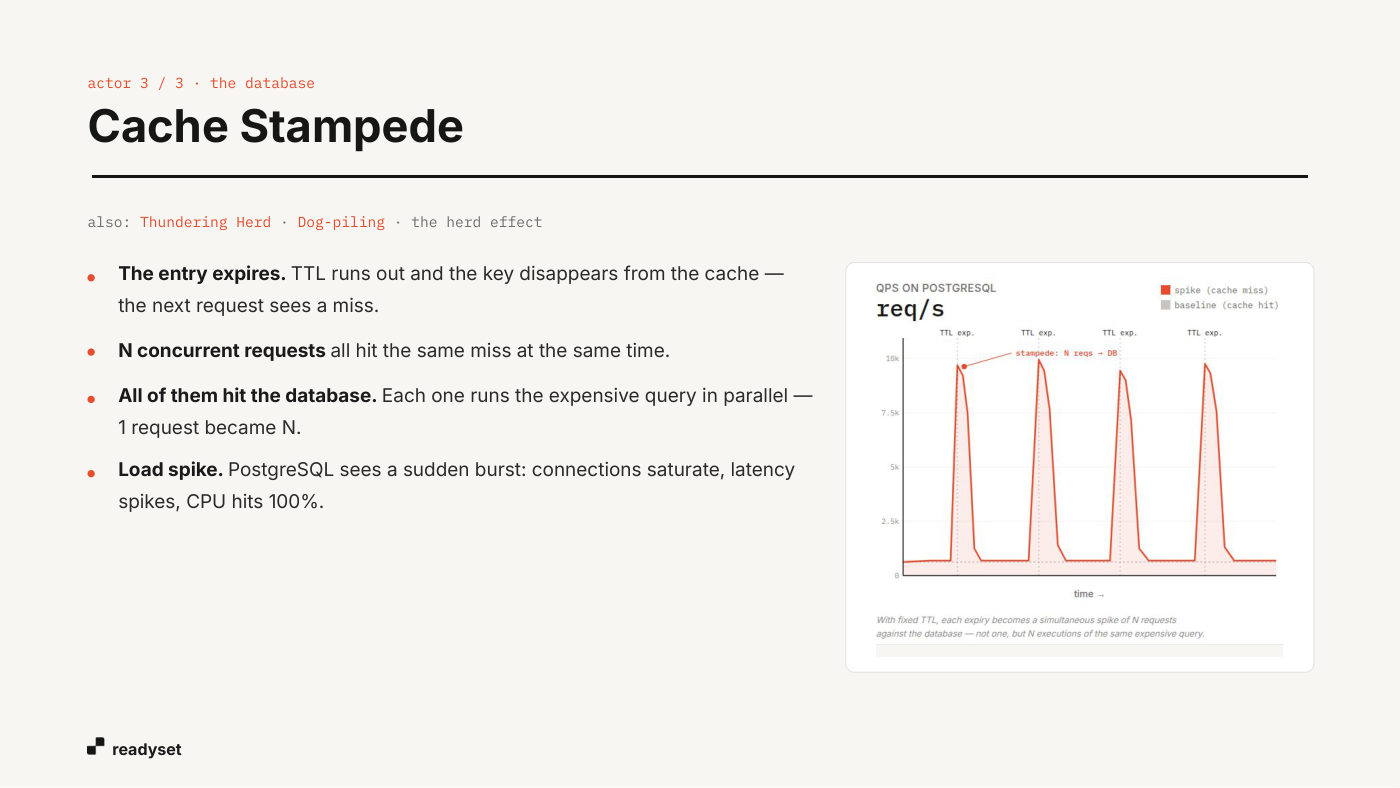 actor 3 / 3 · the database
Cache Stampede
also: Thundering Herd · Dog-piling · the herd effect
The entry expires. TTL runs out and the key disappears from the cache —
the next request sees a miss.
N concurrent requests all hit the same miss at the same time.
All of them hit the database. Each one runs the expensive query in parallel —
1 request became N.
Load spike. PostgreSQL sees a sudden burst: connections saturate, latency
spikes, CPU hits 100%.
QPS ON POSTGRESQL
req/s
spike (cache miss)
baseline (cache hit)
TTL exp. TTL exp. TTL exp. TTL exp.
stampede: N reqs → DB
10k
7.5k
5k
2.5k
0
time →
With fixed TTL, each expiry becomes a simultaneous spike of N requests
against the database — not one, but N executions of the same expensive query.
readyset